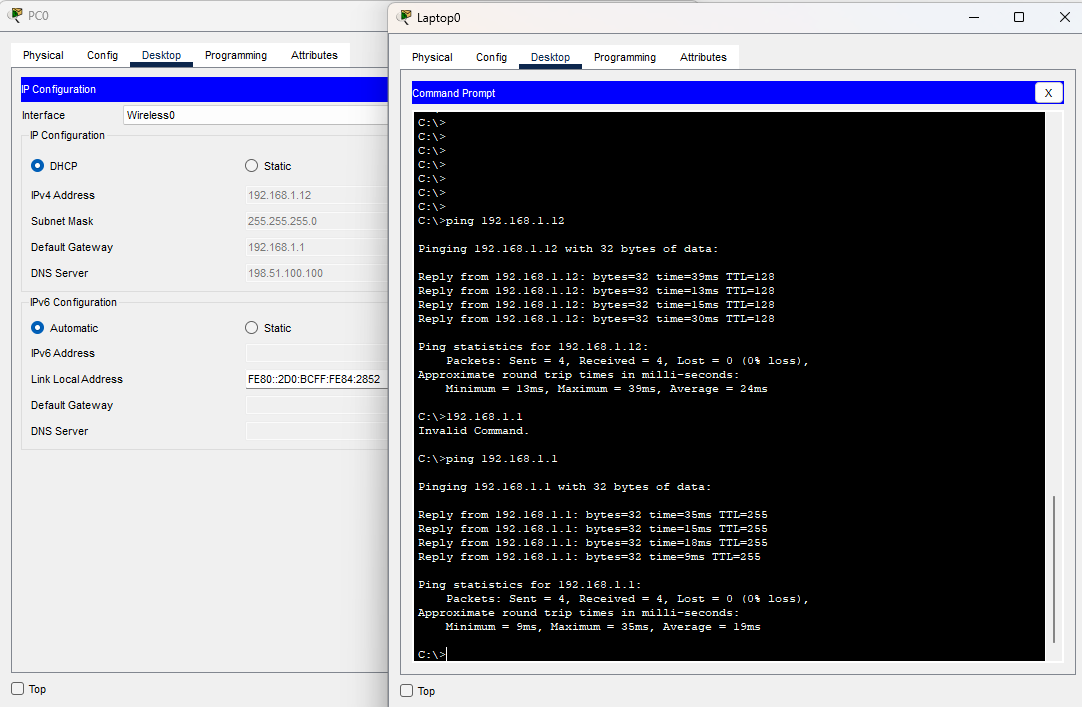 PC0
Physical Config Desktop Programming Attributes
IP Configuration
Interface Wireless0
IP Configuration
DHCP Static
IPv4 Address 192.168.1.12
Subnet Mask 255.255.255.0
Default Gateway 192.168.1.1
DNS Server 198.51.100.100
IPv6 Configuration
Automatic Static
IPv6 Address
Link Local Address FE80::2D0:BCFF:FE84:2852
Default Gateway
DNS Server
Top
Laptop0
Physical Config Desktop Programming Attributes
Command Prompt X
C:\>
C:\>
C:\>
C:\>
C:\>
C:\>
C:\>
C:\>ping 192.168.1.12
Pinging 192.168.1.12 with 32 bytes of data:
Reply from 192.168.1.12: bytes=32 time=39ms TTL=128
Reply from 192.168.1.12: bytes=32 time=13ms TTL=128
Reply from 192.168.1.12: bytes=32 time=15ms TTL=128
Reply from 192.168.1.12: bytes=32 time=30ms TTL=128
Ping statistics for 192.168.1.12:
Packets: Sent = 4, Received = 4, Lost = 0 (0% loss),
Approximate round trip times in milli-seconds:
Minimum = 13ms, Maximum = 39ms, Average = 24ms
C:\>192.168.1.1
Invalid Command.
C:\>ping 192.168.1.1
Pinging 192.168.1.1 with 32 bytes of data:
Reply from 192.168.1.1: bytes=32 time=35ms TTL=255
Reply from 192.168.1.1: bytes=32 time=15ms TTL=255
Reply from 192.168.1.1: bytes=32 time=18ms TTL=255
Reply from 192.168.1.1: bytes=32 time=9ms TTL=255
Ping statistics for 192.168.1.1:
Packets: Sent = 4, Received = 4, Lost = 0 (0% loss),
Approximate round trip times in milli-seconds:
Minimum = 9ms, Maximum = 35ms, Average = 19ms
C:\>
Top